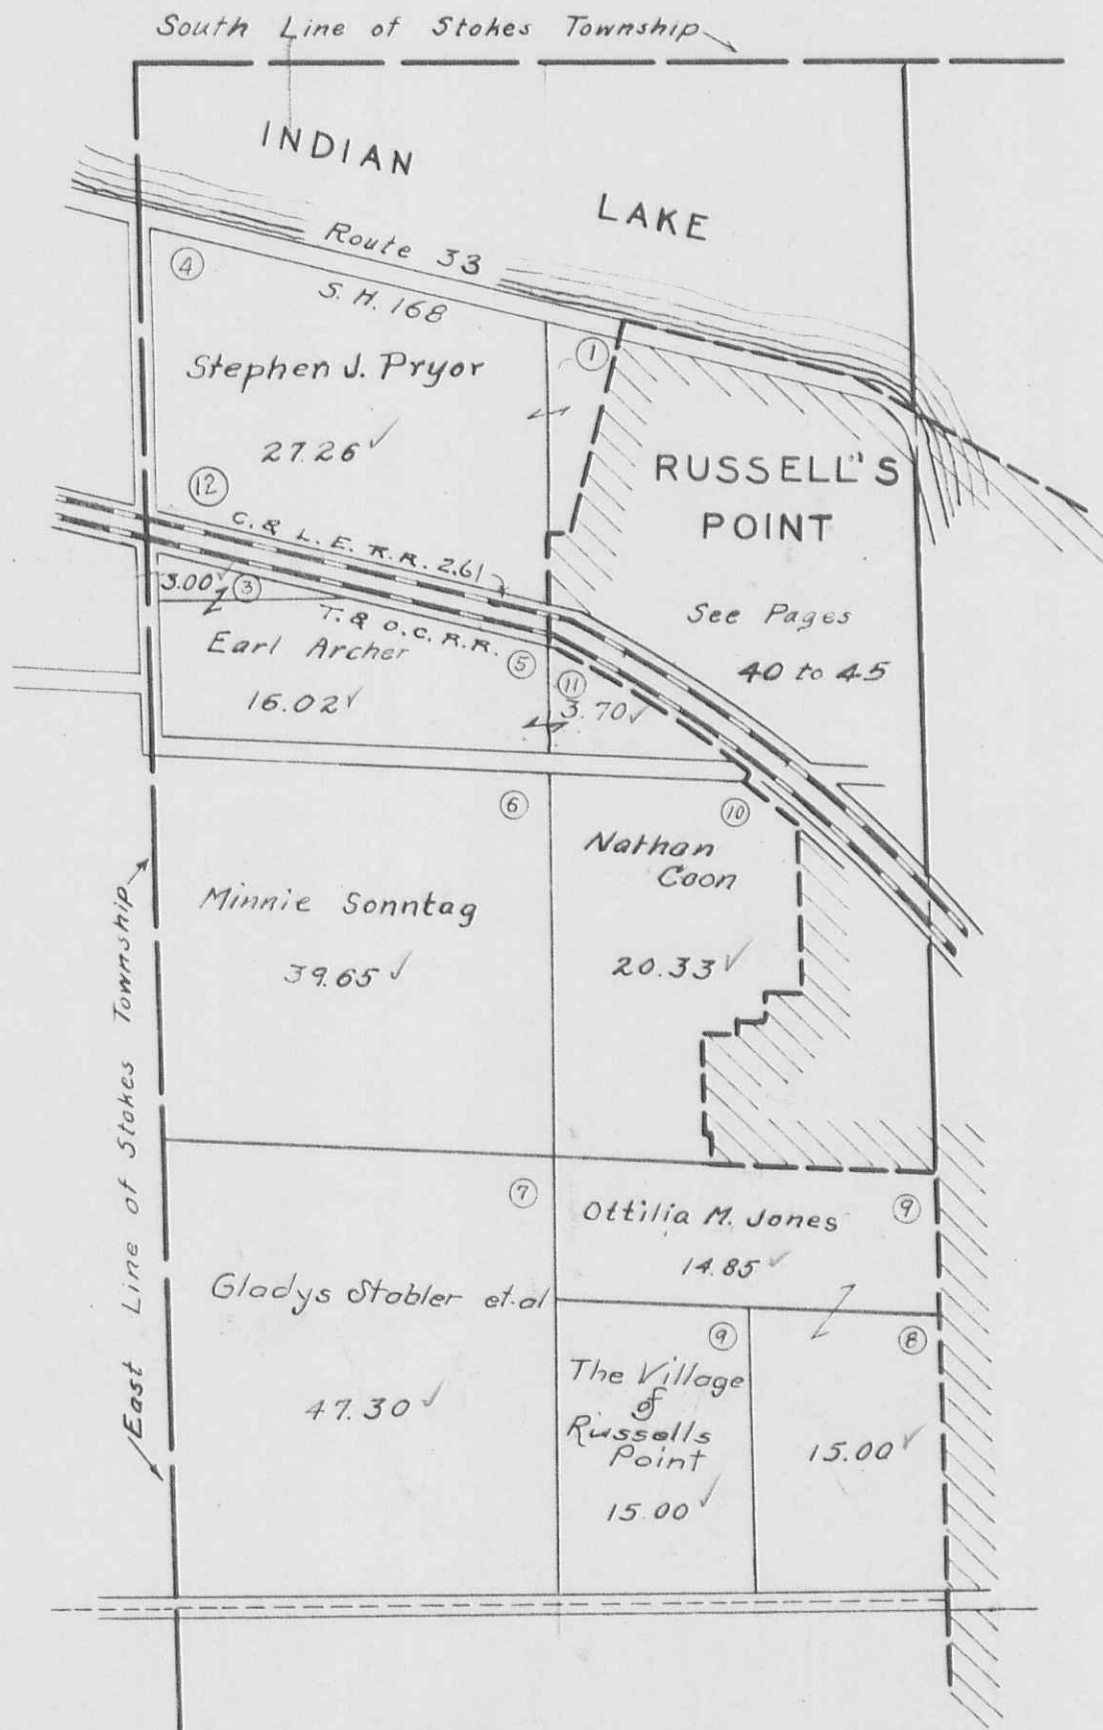 South Line of Stokes Township
INDIAN
LAKE
Route 33
S. H. 168
④
①
Stephen J. Pryor
27.26 ✓
RUSSELL'S
POINT
See Pages
40 to 45
⑫
C. & L. E. R.R. 2.61
3.00 ✓
③
T. & O. C. R.R.
Earl Archer
16.02 ✓
⑤
⑪
3.70 ✓
⑥
Minnie Sonntag
39.65 ✓
⑩
Nathan
Coon
20.33 ✓
East Line of Stokes Township
⑦
Gladys Stabler et.al
47.30 ✓
Ottilia M. Jones
⑨
14.85 ✓
⑨
The Village
of
Russells
Point
15.00 ✓
⑧
15.00 ✓